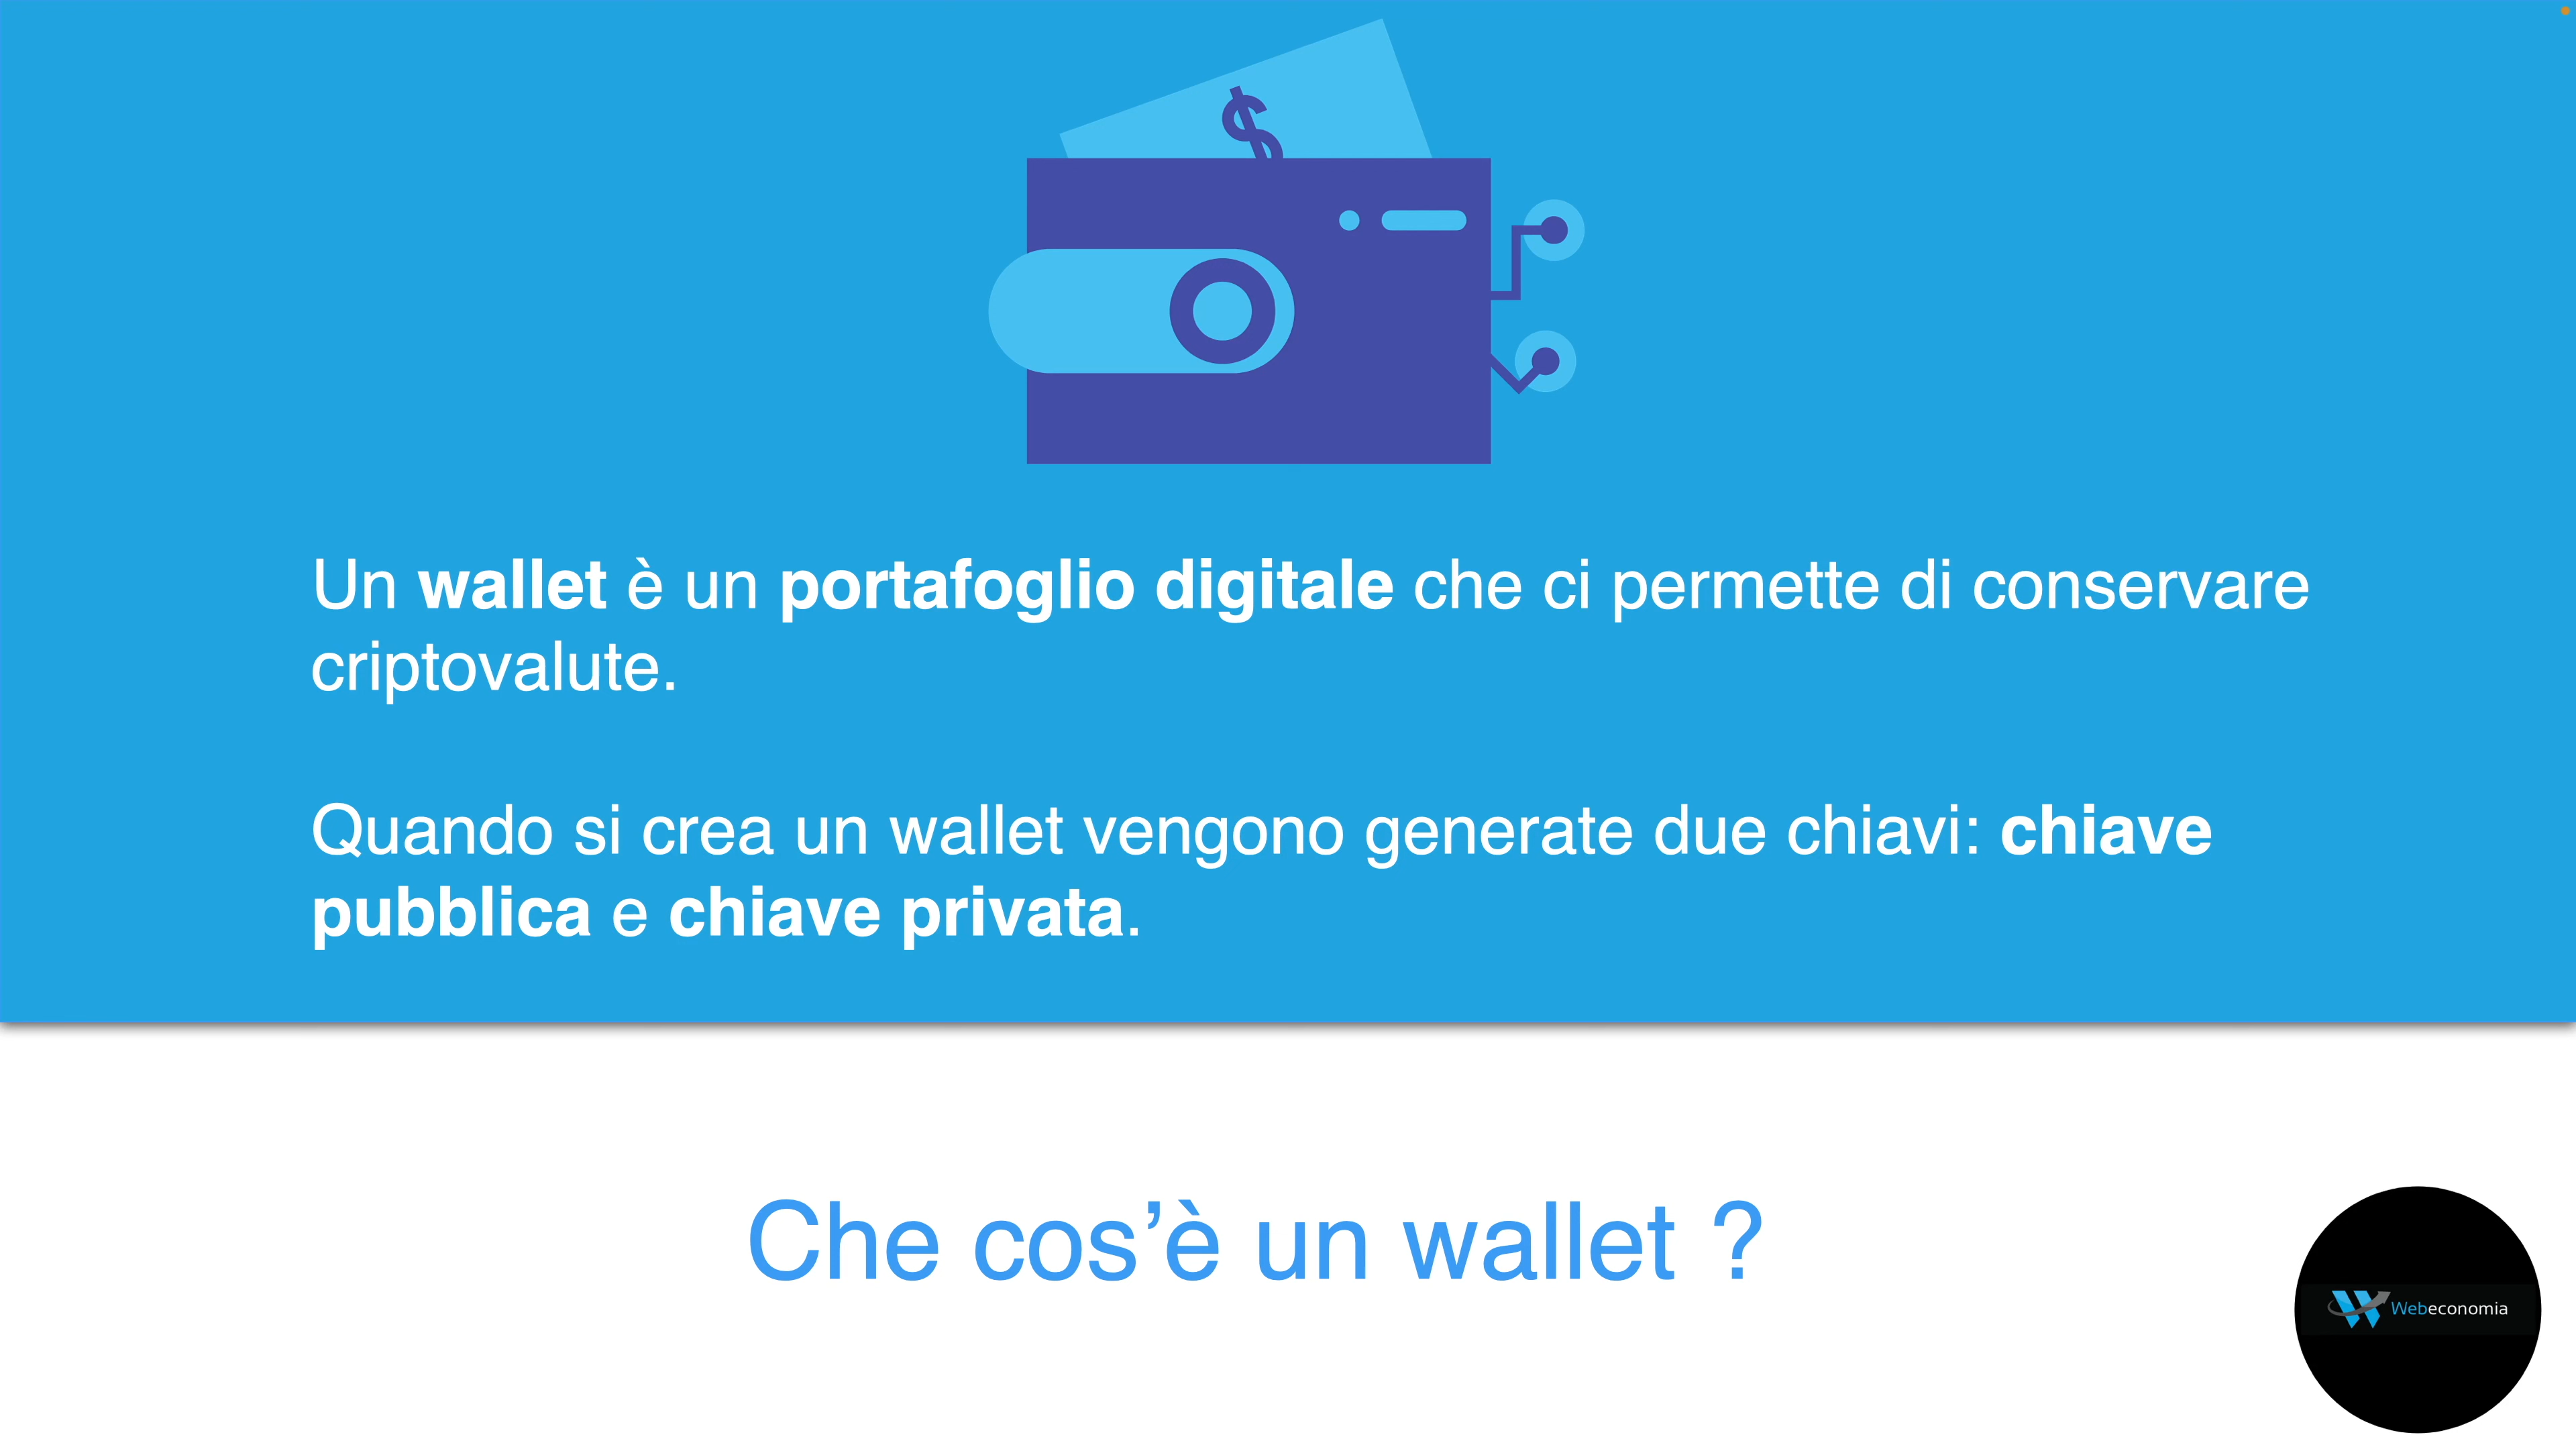 $
Un wallet è un portafoglio digitale che ci permette di conservare
criptovalute.
Quando si crea un wallet vengono generate due chiavi: chiave
pubblica e chiave privata.
Che cos’è un wallet ?
Webeconomia